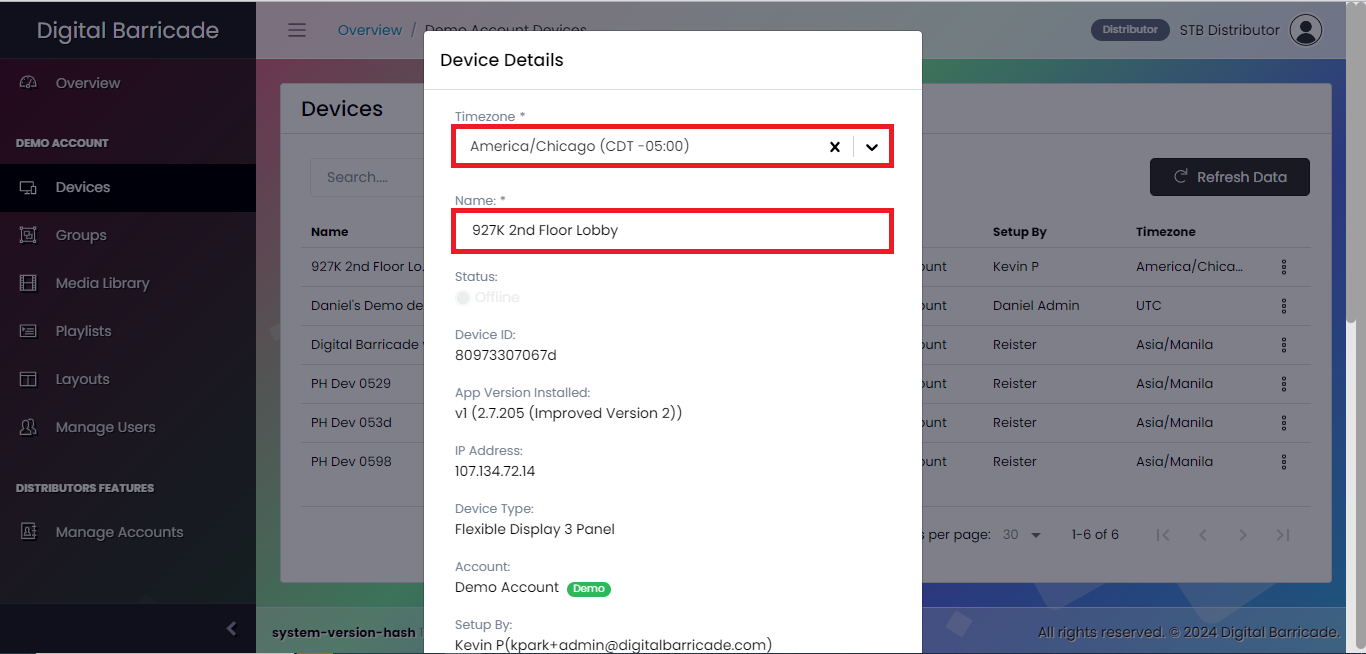 Digital Barricade
Overview / Demo Account Devices
Distributor STB Distributor
Overview
DEMO ACCOUNT
Devices
Groups
Media Library
Playlists
Layouts
Manage Users
DISTRIBUTORS FEATURES
Manage Accounts
Devices
Search....
Refresh Data
Name Setup By Timezone
927K 2nd Floor Lo... unt Kevin P America/Chica...
Daniel's Demo de unt Daniel Admin UTC
Digital Barricade unt Reister Asia/Manila
PH Dev 0529 unt Reister Asia/Manila
PH Dev 053d unt Reister Asia/Manila
PH Dev 0598 unt Reister Asia/Manila
per page: 30 1-6 of 6
system-version-hash
All rights reserved. © 2024 Digital Barricade.
Device Details
Timezone *
America/Chicago (CDT -05:00)
Name: *
927K 2nd Floor Lobby
Status:
Offline
Device ID:
80973307067d
App Version Installed:
v1 (2.7.205 (Improved Version 2))
IP Address:
107.134.72.14
Device Type:
Flexible Display 3 Panel
Account:
Demo Account Demo
Setup By:
Kevin P(kpark+admin@digitalbarricade.com)